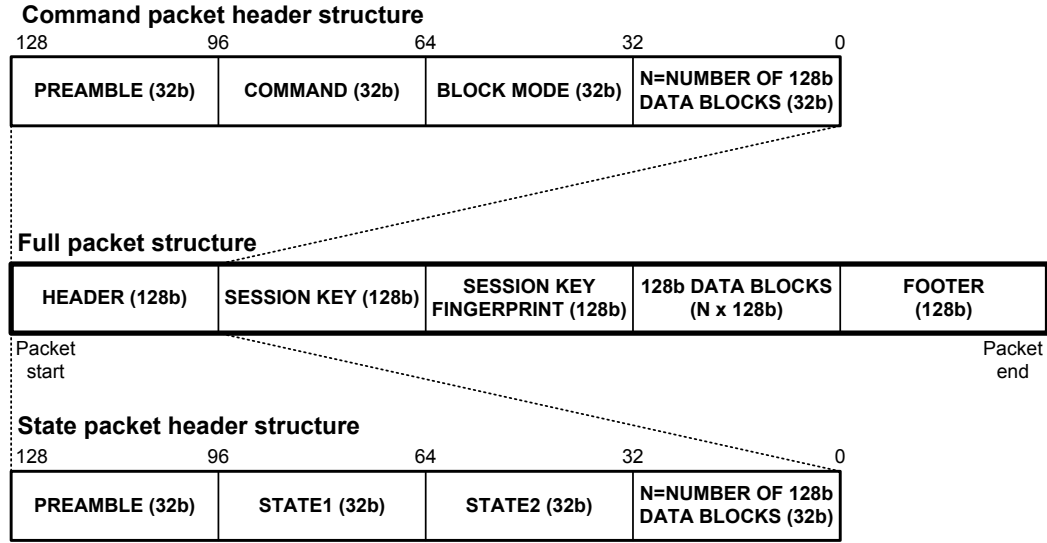 Command packet header structure
128 96 64 32 0
PREAMBLE (32b) COMMAND (32b) BLOCK MODE (32b) N=NUMBER OF 128b
DATA BLOCKS (32b)
Full packet structure
HEADER (128b) SESSION KEY (128b) SESSION KEY
FINGERPRINT (128b) 128b DATA BLOCKS
(N x 128b) FOOTER
(128b)
Packet
start
Packet
end
State packet header structure
128 96 64 32 0
PREAMBLE (32b) STATE1 (32b) STATE2 (32b) N=NUMBER OF 128b
DATA BLOCKS (32b)